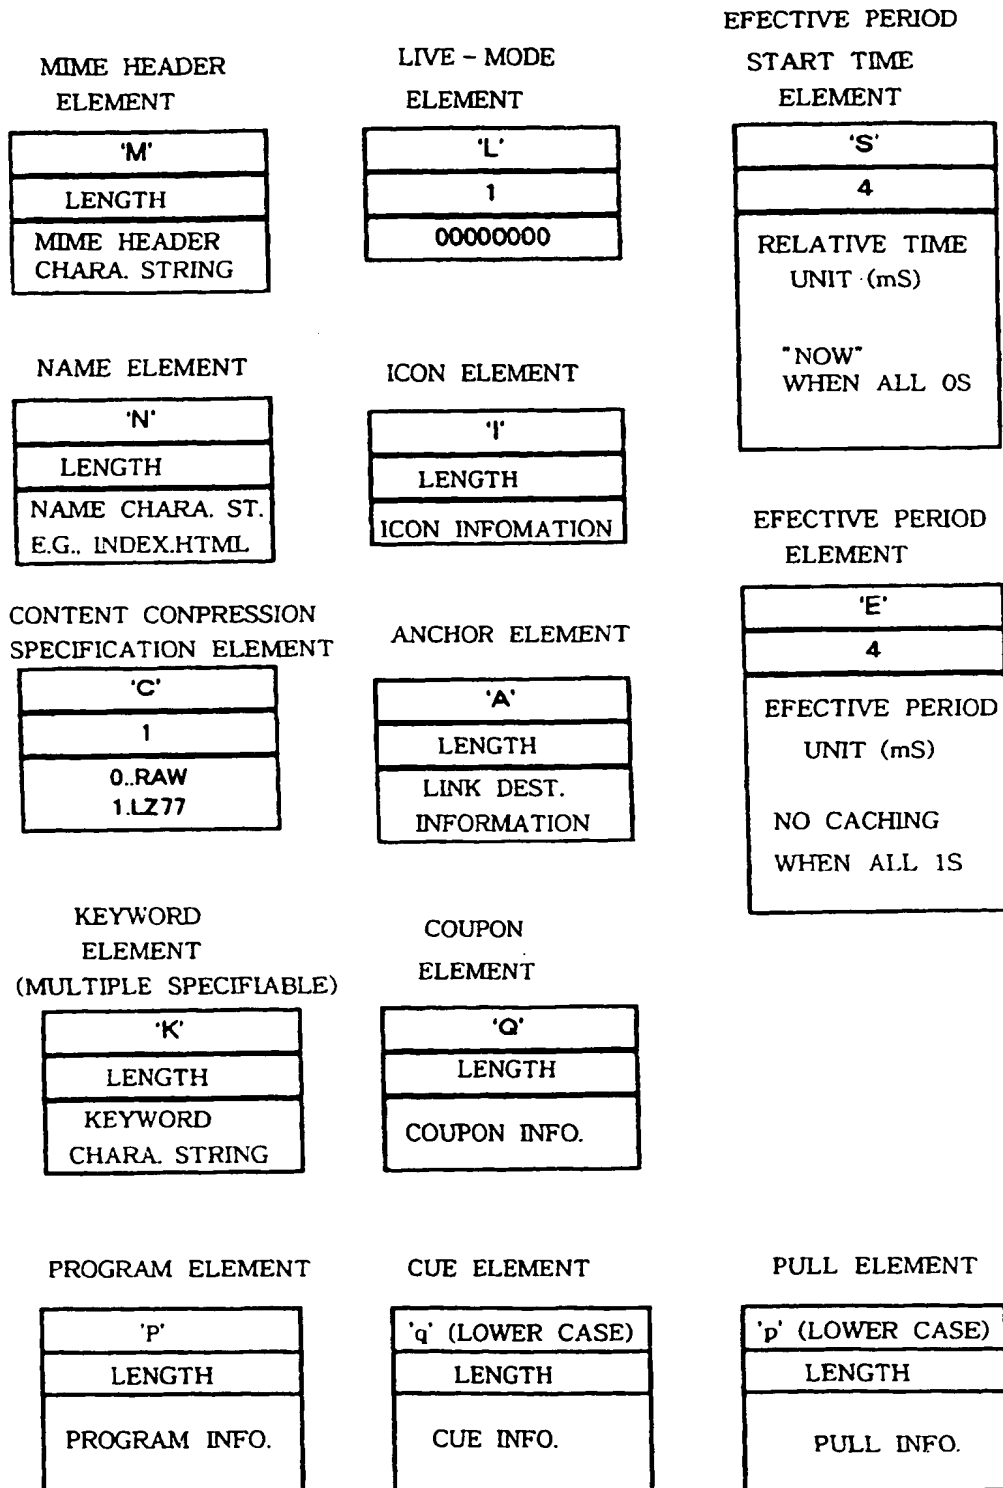 MIME HEADER
ELEMENT
'M'
LENGTH
MIME HEADER
CHARA. STRING
LIVE - MODE
ELEMENT
'L'
1
00000000
EFECTIVE PERIOD
START TIME
ELEMENT
'S'
4
RELATIVE TIME
UNIT (mS)
"NOW"
WHEN ALL 0S
NAME ELEMENT
'N'
LENGTH
NAME CHARA. ST.
E.G., INDEX.HTML
ICON ELEMENT
'I'
LENGTH
ICON INFOMATION
EFECTIVE PERIOD
ELEMENT
'E'
4
EFECTIVE PERIOD
UNIT (mS)
NO CACHING
WHEN ALL 1S
CONTENT CONPRESSION
SPECIFICATION ELEMENT
'C'
1
0..RAW
1.LZ77
ANCHOR ELEMENT
'A'
LENGTH
LINK DEST.
INFORMATION
KEYWORD
ELEMENT
(MULTIPLE SPECIFIABLE)
'K'
LENGTH
KEYWORD
CHARA. STRING
COUPON
ELEMENT
'Q'
LENGTH
COUPON INFO.
PROGRAM ELEMENT
'P'
LENGTH
PROGRAM INFO.
CUE ELEMENT
'q' (LOWER CASE)
LENGTH
CUE INFO.
PULL ELEMENT
'p' (LOWER CASE)
LENGTH
PULL INFO.